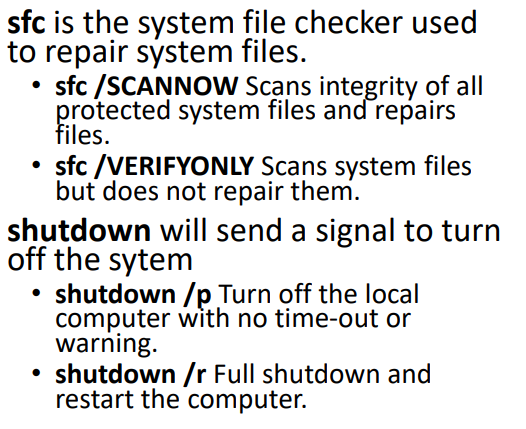 sfc is the system file checker used
to repair system files.
• sfc /SCANNOW Scans integrity of all
protected system files and repairs
files.
• sfc /VERIFYONLY Scans system files
but does not repair them.
shutdown will send a signal to turn
off the sytem
• shutdown /p Turn off the local
computer with no time-out or
warning.
• shutdown /r Full shutdown and
restart the computer.